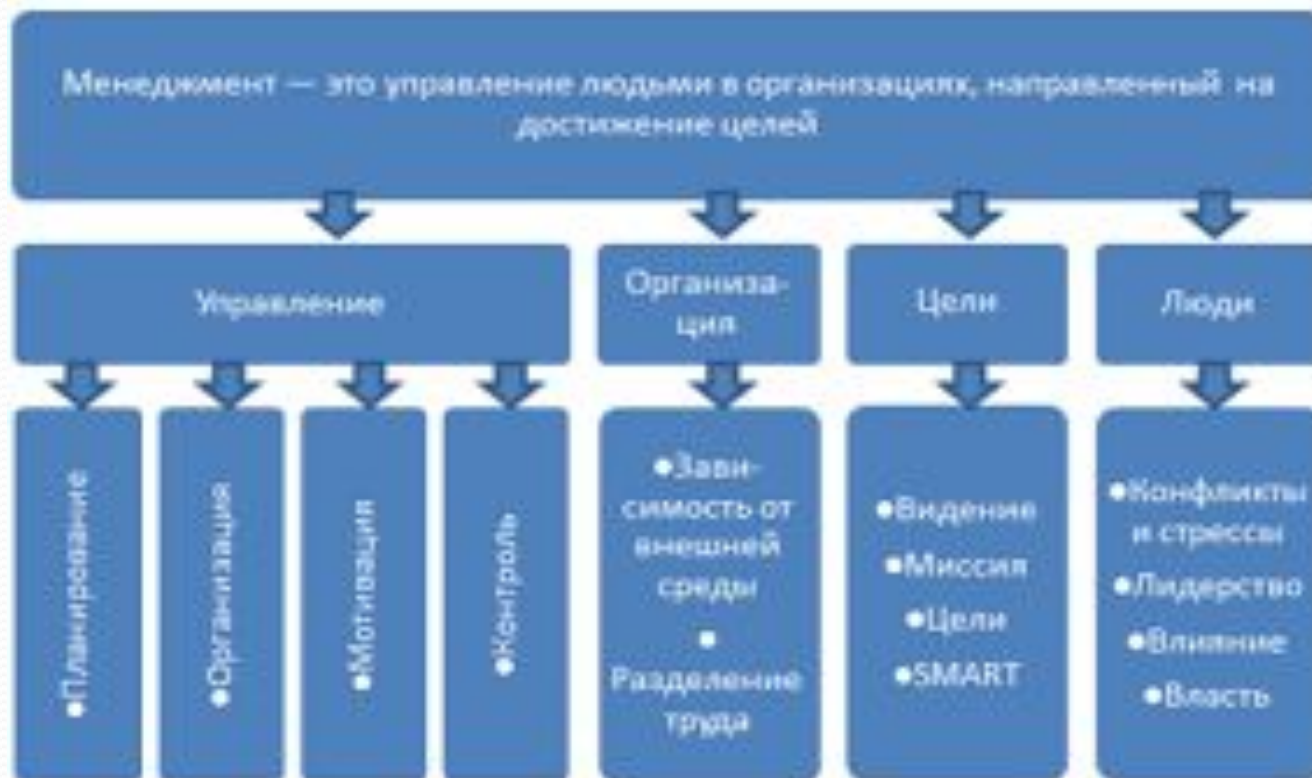 Менеджмент — это управление людьми в организациях, направленный на
достижение целей
Управление
Организа-
ция
Цели
Люди
●Планирование
●Организация
●Мотивация
●Контроль
●Зави-
симость от
внешней
среды
●
Разделение
труда
●Видение
●Миссия
●Цели
●SMART
●Конфликты
и стрессы
●Лидерство
●Влияние
●Власть